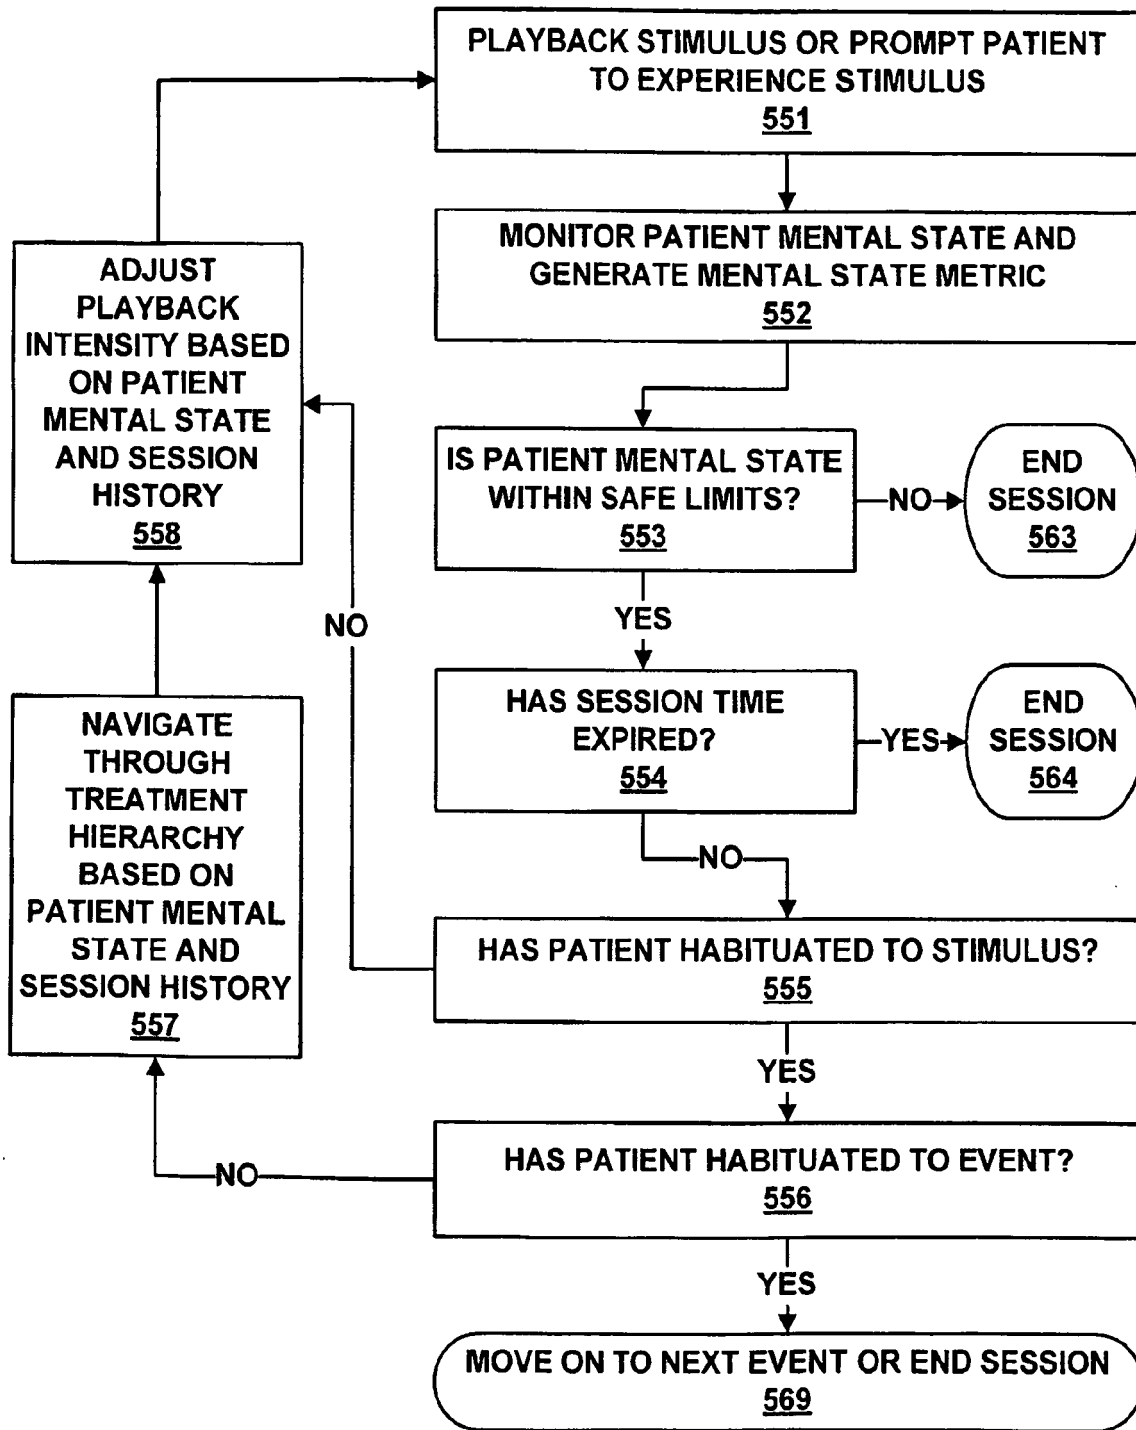 PLAYBACK STIMULUS OR PROMPT PATIENT
TO EXPERIENCE STIMULUS
551
MONITOR PATIENT MENTAL STATE AND
GENERATE MENTAL STATE METRIC
552
ADJUST
PLAYBACK
INTENSITY BASED
ON PATIENT
MENTAL STATE
AND SESSION
HISTORY
558
IS PATIENT MENTAL STATE
WITHIN SAFE LIMITS?
553
NO
END
SESSION
563
YES
NO
HAS SESSION TIME
EXPIRED?
554
YES
END
SESSION
564
NAVIGATE
THROUGH
TREATMENT
HIERARCHY
BASED ON
PATIENT MENTAL
STATE AND
SESSION HISTORY
557
NO
HAS PATIENT HABITUATED TO STIMULUS?
555
YES
HAS PATIENT HABITUATED TO EVENT?
556
NO
YES
MOVE ON TO NEXT EVENT OR END SESSION
569